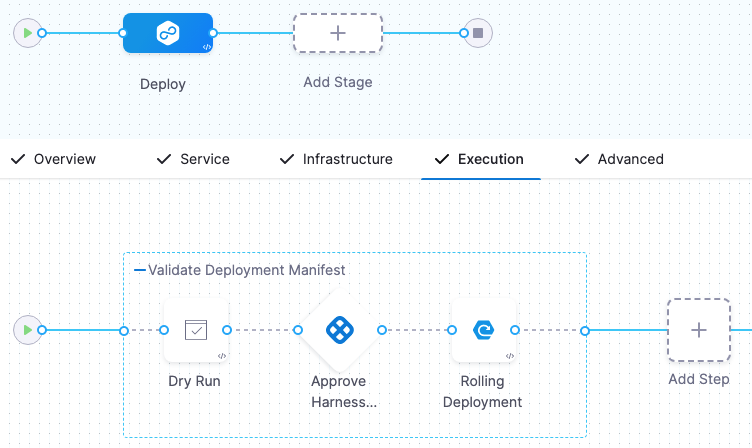 Deploy
Add Stage
Overview
Service
Infrastructure
Execution
Advanced
Validate Deployment Manifest
Dry Run
Approve
Harness...
Rolling
Deployment
Add Step